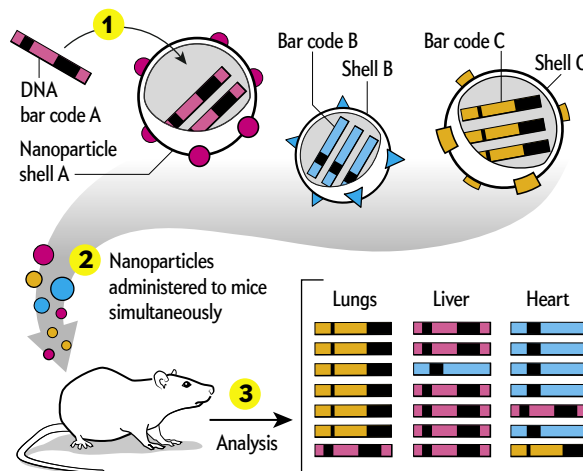 1
DNA
bar code A
Nanoparticle
shell A
Bar code B
Shell B
Bar code C
Shell C
2
Nanoparticles
administered to mice
simultaneously
3
Analysis
Lungs
Liver
Heart